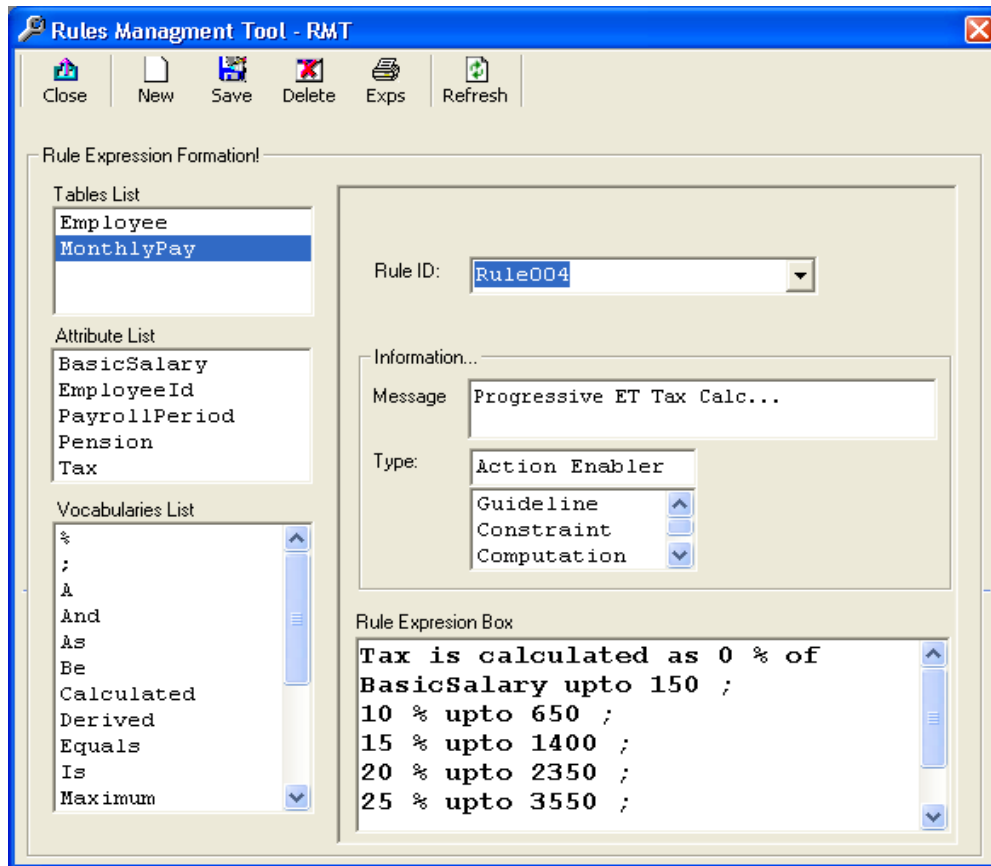 Rules Managment Tool - RMT
Close New Save Delete Exps Refresh
Rule Expression Formation!
Tables List
Employee
MonthlyPay
Attribute List
BasicSalary
EmployeeId
PayrollPeriod
Pension
Tax
Vocabularies List
%
;
A
And
As
Be
Calculated
Derived
Equals
Is
Maximum
Rule ID: Rule004
Information...
Message Progressive ET Tax Calc...
Type: Action Enabler
Guideline
Constraint
Computation
Rule Expresion Box
Tax is calculated as 0 % of
BasicSalary upto 150 ;
10 % upto 650 ;
15 % upto 1400 ;
20 % upto 2350 ;
25 % upto 3550 ;